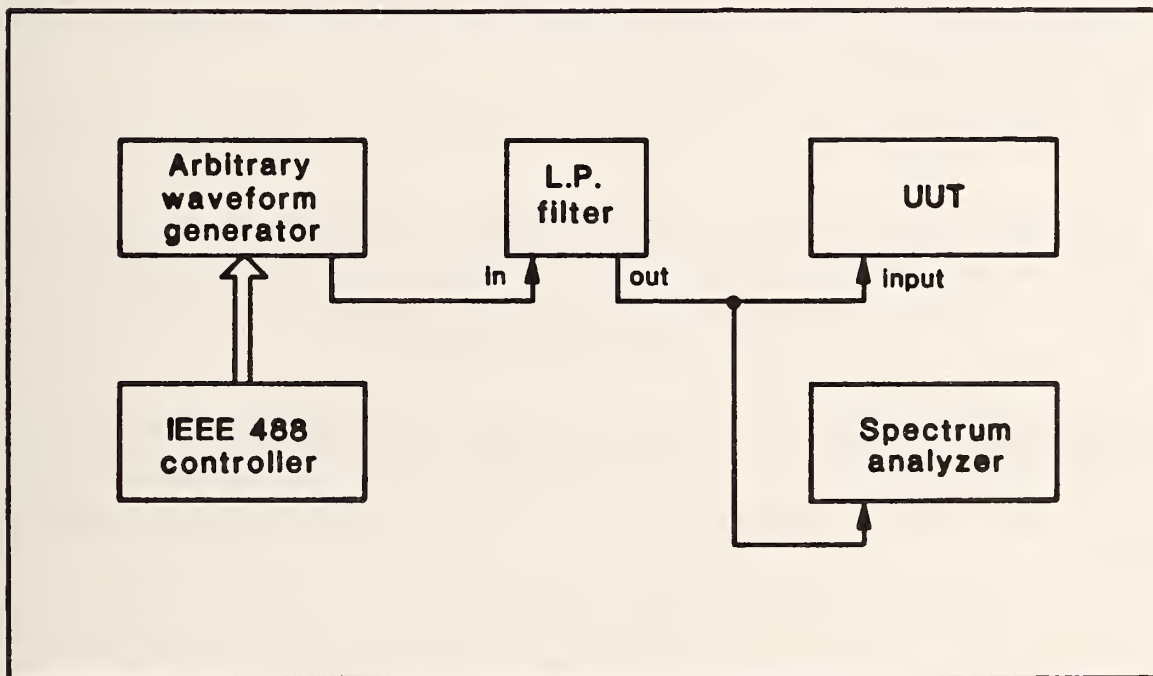 Arbitrary
waveform
generator
L.P.
filter
UUT
in
out
input
IEEE 488
controller
Spectrum
analyzer